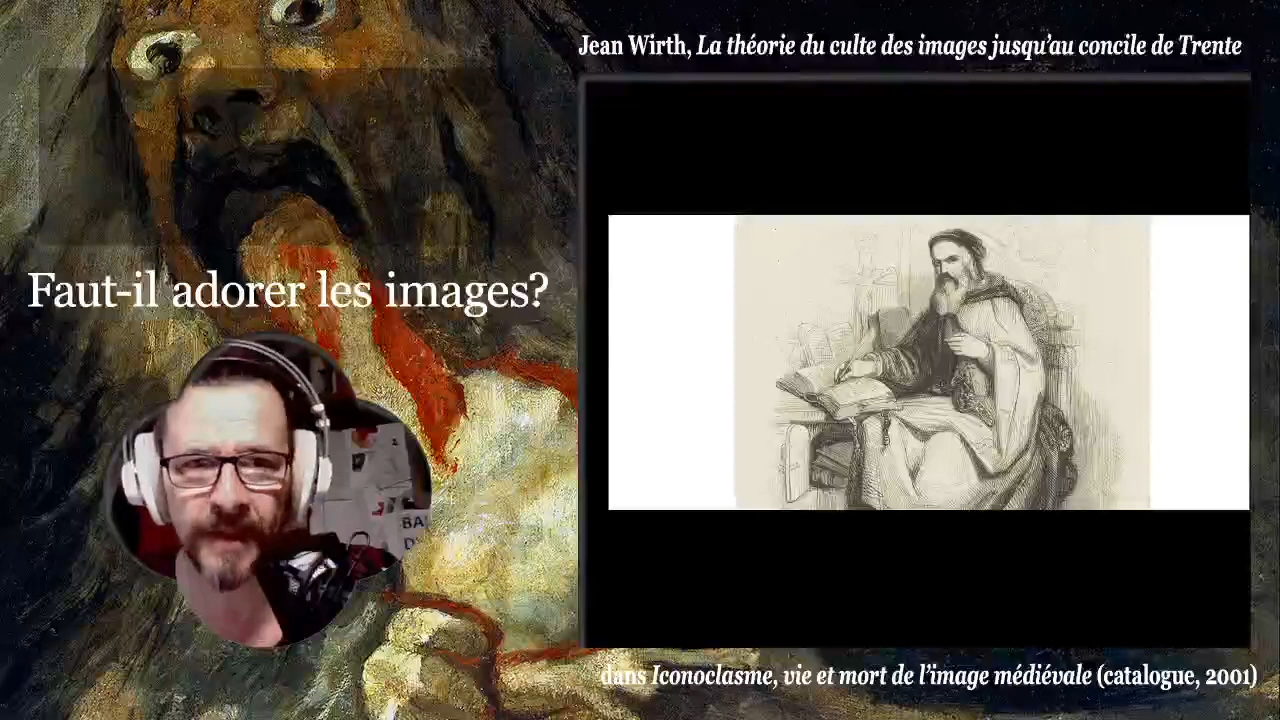 Jean Wirth, La théorie du culte des images jusqu’au concile de Trente
Faut-il adorer les images?
BA
D
dans Iconoclasme, vie et mort de l’image médiévale (catalogue, 2001)